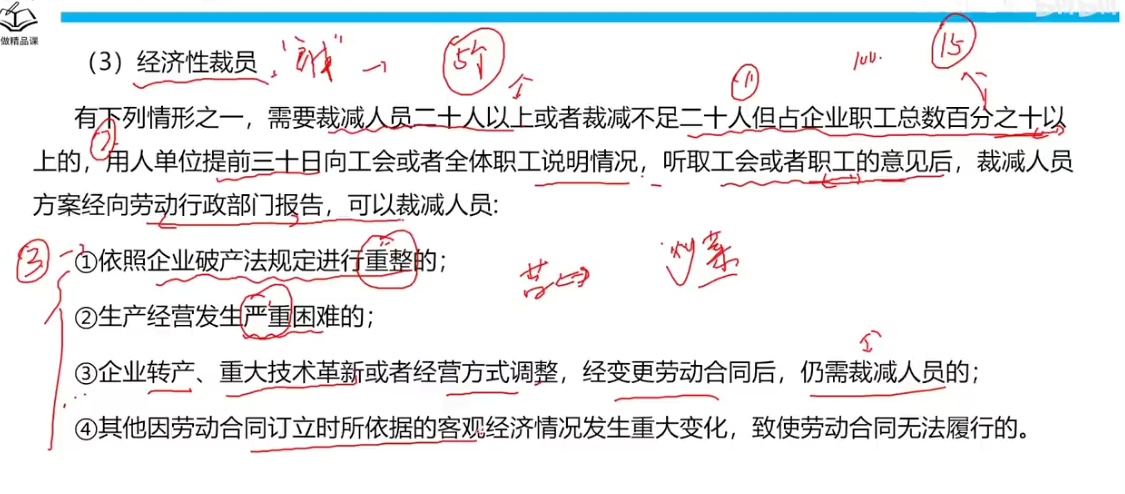 做精品课
（3）经济性裁员
5个
15
100.
有下列情形之一，需要裁减人员二十人以上或者裁减不足二十人但占企业职工总数百分之十以
上的，用人单位提前三十日向工会或者全体职工说明情况，听取工会或者职工的意见后，裁减人员
方案经向劳动行政部门报告，可以裁减人员:
①依照企业破产法规定进行重整的；
②生产经营发生严重困难的；
③企业转产、重大技术革新或者经营方式调整，经变更劳动合同后，仍需裁减人员的；
④其他因劳动合同订立时所依据的客观经济情况发生重大变化，致使劳动合同无法履行的。